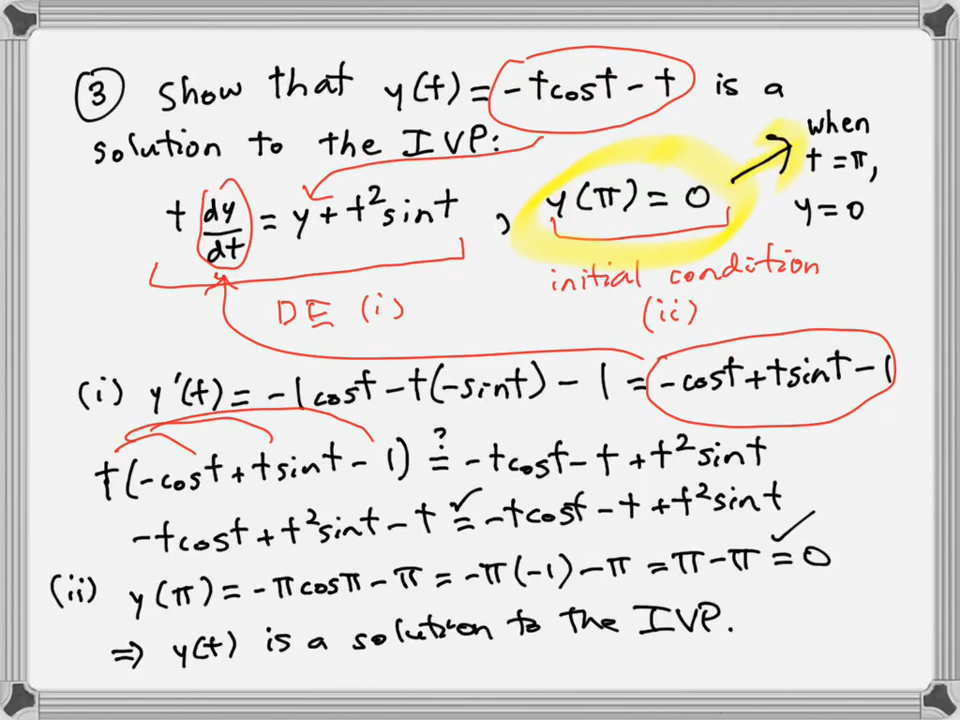 ③ Show that y(t) = -tcost - t is a
solution to the IVP:
when
t = π,
y = 0
t dy/dt = y + t²sint , y(π) = 0
initial condition
(ii)
DE (i)
(i) y'(t) = -1cost - t(-sint) - 1 = -cost + tsint - 1
t(-cost + tsint - 1) ≟ -tcost - t + t²sint
-tcost + t²sint - t =✓ -tcost - t + t²sint
(ii) y(π) = -πcosπ - π = -π(-1) - π = π - π =✓ 0
⇒ y(t) is a solution to the IVP.